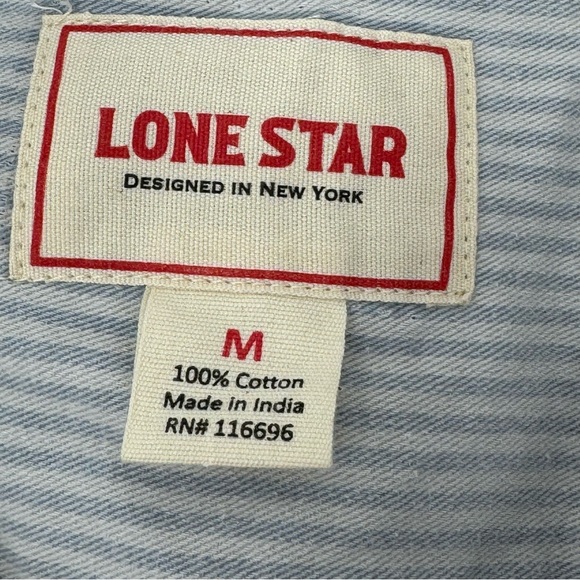 LONE STAR
DESIGNED IN NEW YORK
M
100% Cotton
Made in India
RN# 116696